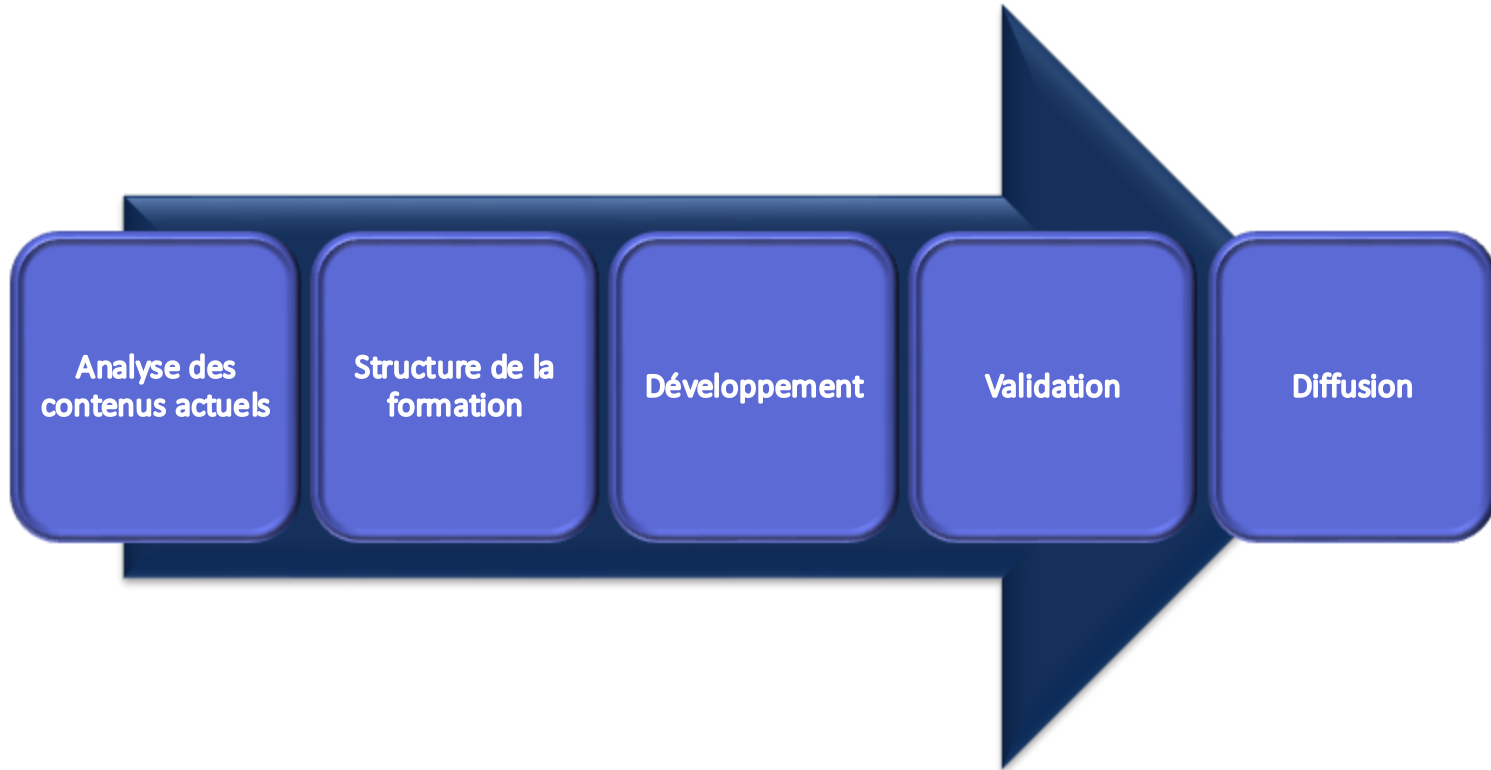 Analyse des
contenus actuels
Structure de la
formation
Développement
Validation
Diffusion